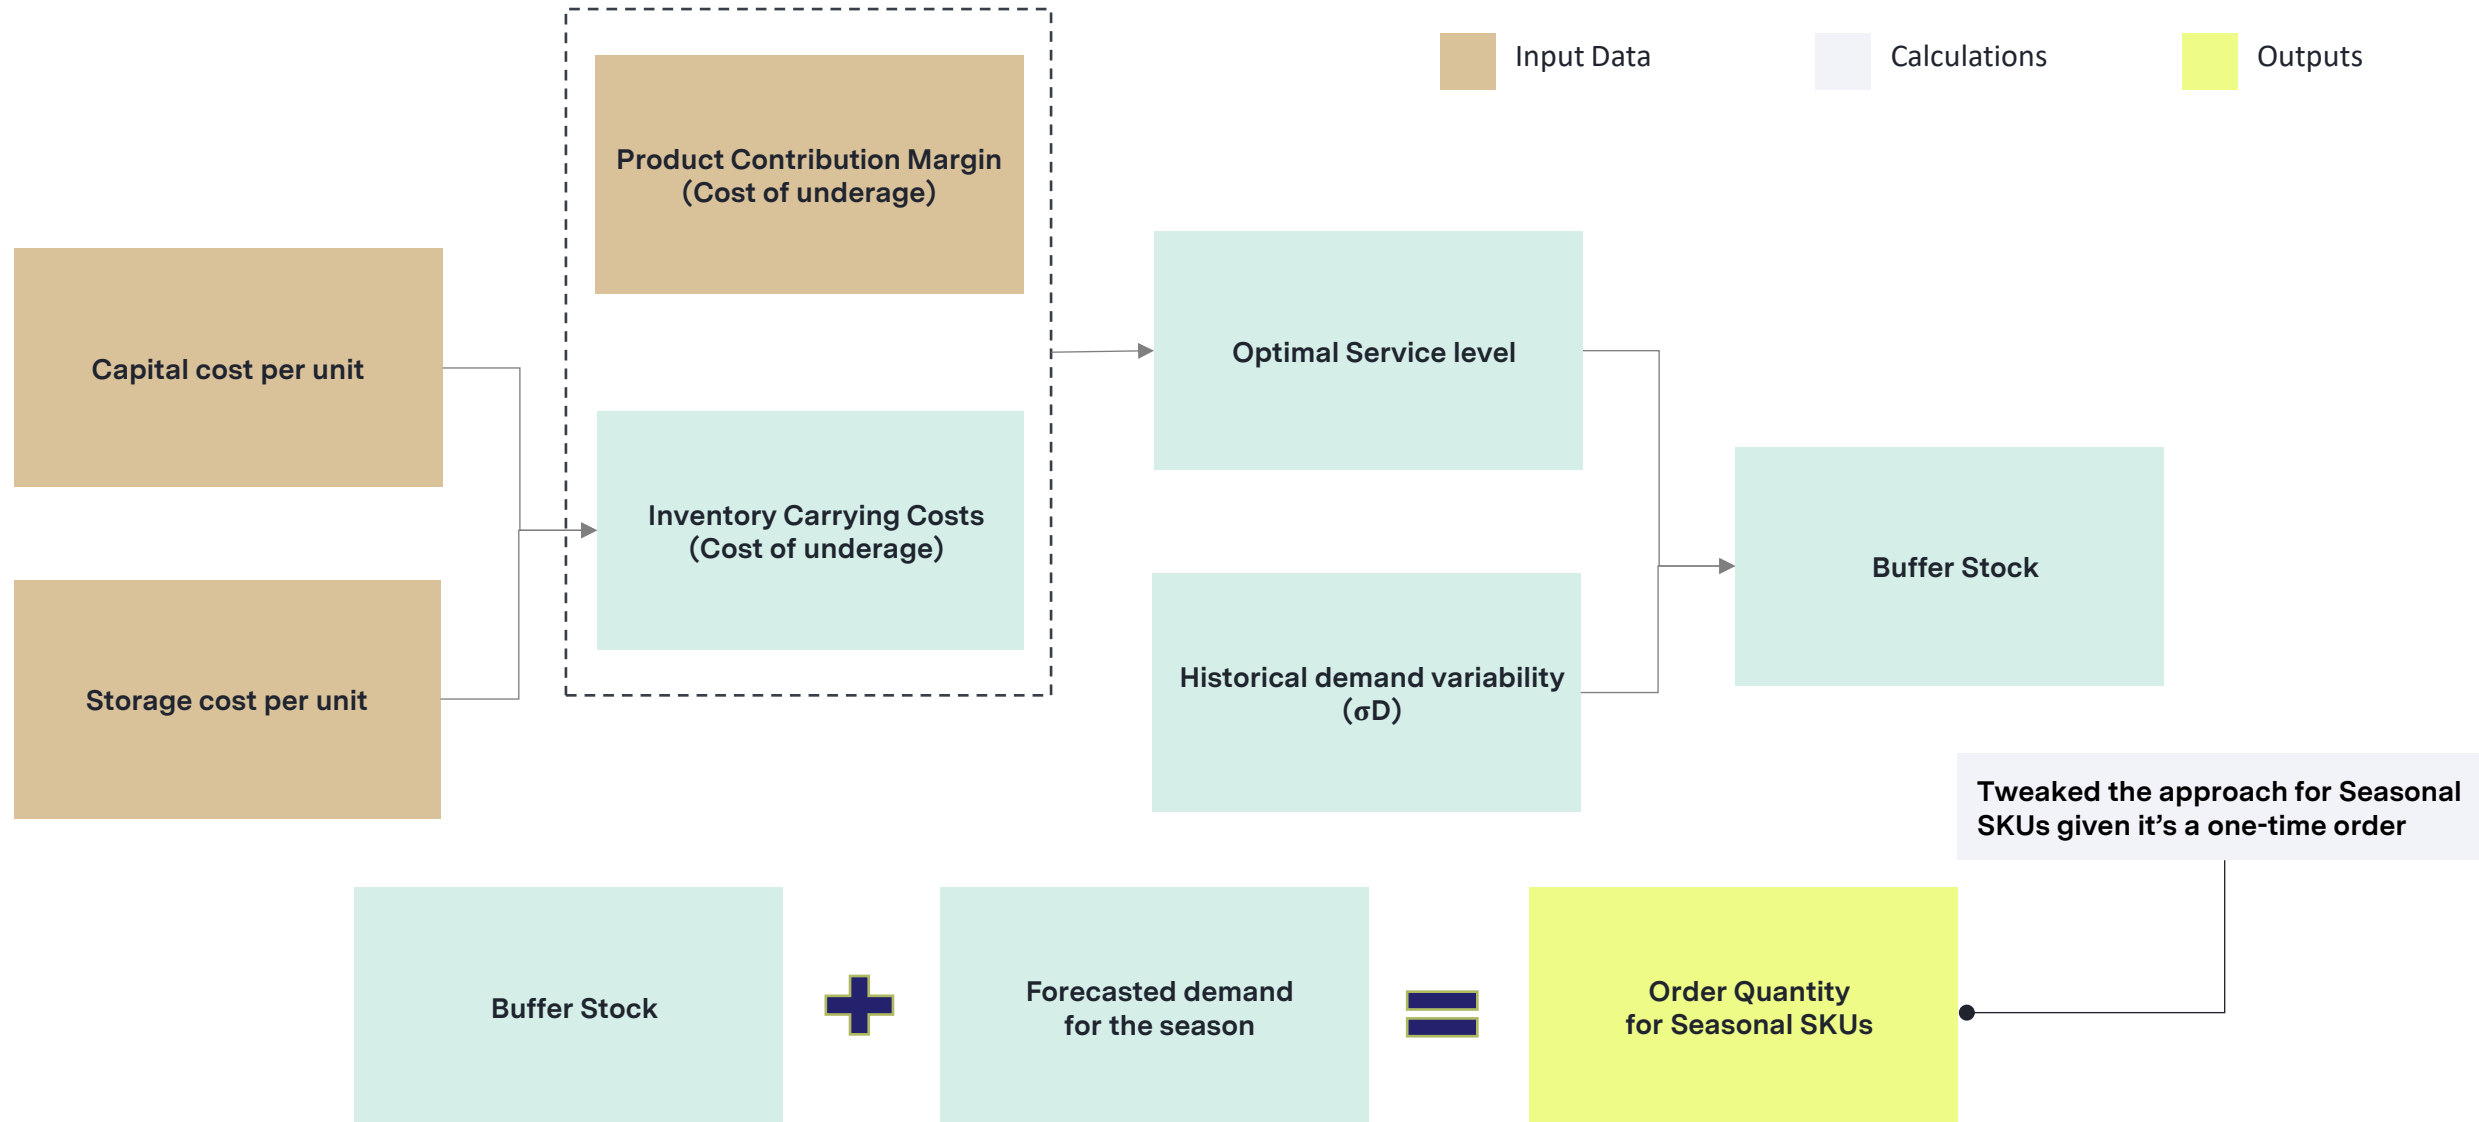 Input Data
Calculations
Outputs
Product Contribution Margin
(Cost of underage)
Capital cost per unit
Optimal Service level
Inventory Carrying Costs
(Cost of underage)
Buffer Stock
Storage cost per unit
Historical demand variability
(σD)
Tweaked the approach for Seasonal
SKUs given it’s a one-time order
Buffer Stock
Forecasted demand
for the season
Order Quantity
for Seasonal SKUs